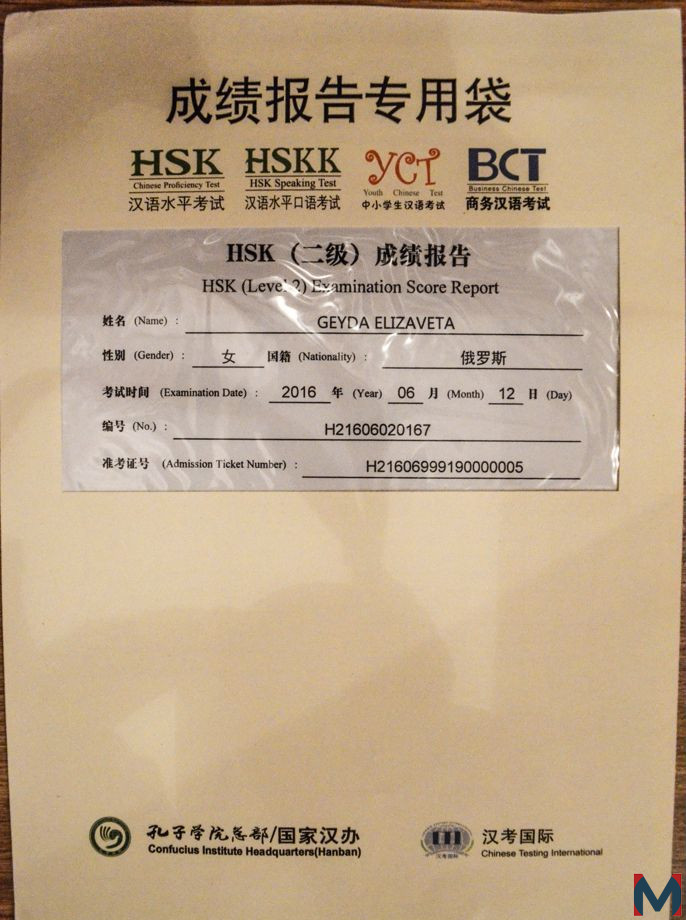 成绩报告专用袋
HSK HSKK YCT BCT
Chinese Proficiency Test HSK Speaking Test Youth Chinese Test Business Chinese Test
汉语水平考试 汉语水平口语考试 中小学生汉语考试 商务汉语考试
HSK（二级）成绩报告
HSK (Level 2) Examination Score Report
姓名 (Name) : GEYDA ELIZAVETA
性别 (Gender) : 女 国籍 (Nationality) : 俄罗斯
考试时间 (Examination Date) : 2016 年 (Year) 06 月 (Month) 12 日 (Day)
编号 (No.) : H21606020167
准考证号 (Admission Ticket Number) : H21606999190000005
孔子学院总部/国家汉办
Confucius Institute Headquarters(Hanban)
汉考国际
汉考国际
Chinese Testing International
M